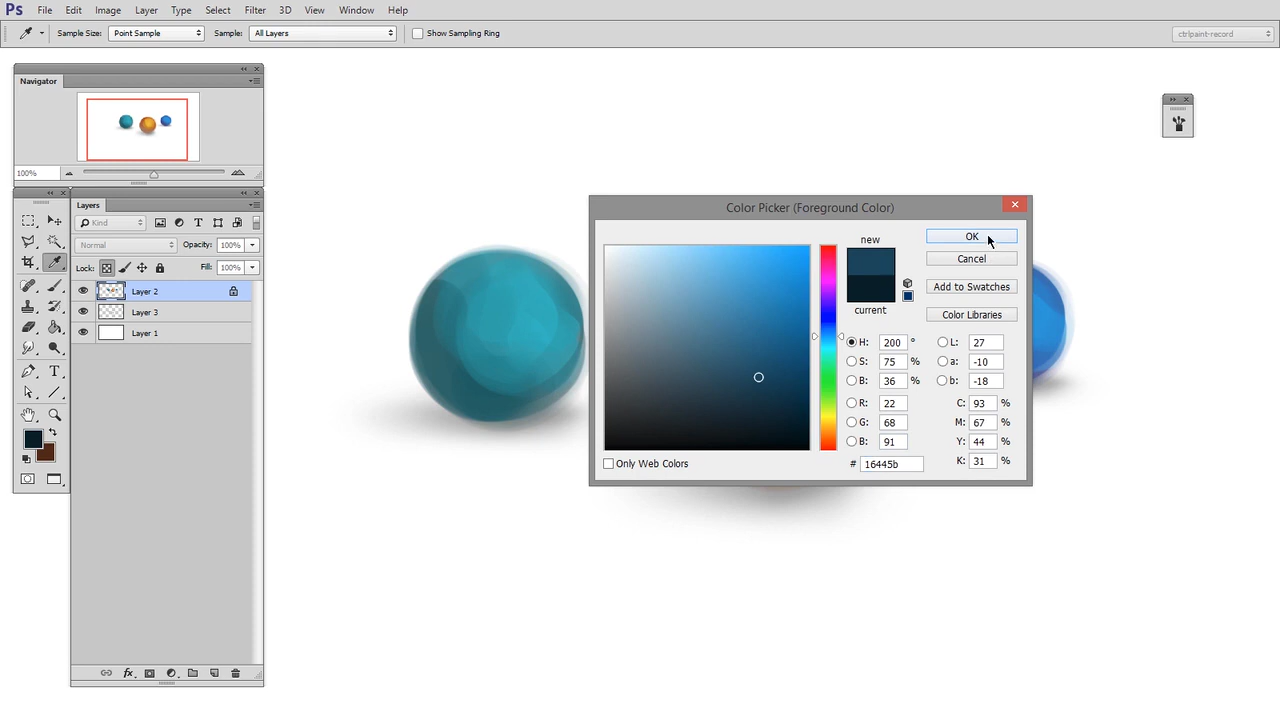 Ps File Edit Image Layer Type Select Filter 3D View Window Help
Sample Size: Point Sample Sample: All Layers Show Sampling Ring ctrlpaint-record
Navigator
100%
Layers
Kind
Normal Opacity: 100%
Lock: Fill: 100%
Layer 2
Layer 3
Layer 1
fx
Color Picker (Foreground Color)
new
current
OK
Cancel
Add to Swatches
Color Libraries
H: 200 ° L: 27
S: 75 % a: -10
B: 36 % b: -18
R: 22 C: 93 %
G: 68 M: 67 %
B: 91 Y: 44 %
# 16445b K: 31 %
Only Web Colors